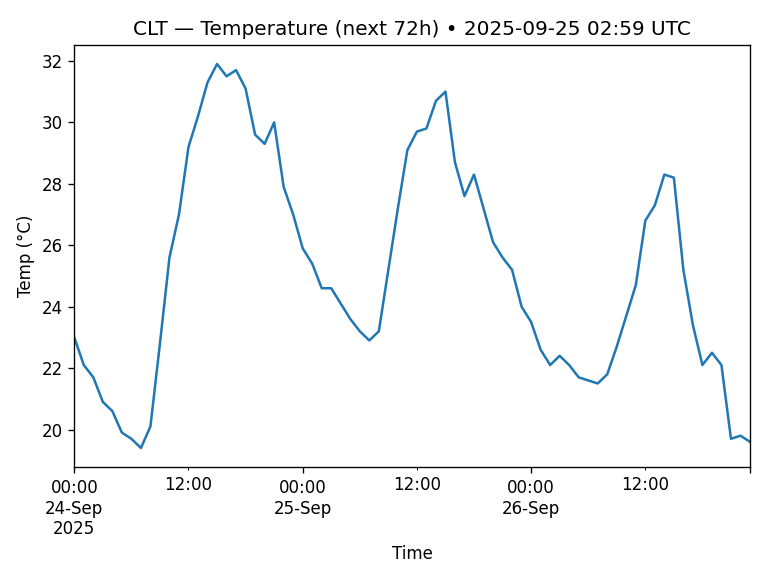 CLT — Temperature (next 72h) • 2025-09-25 02:59 UTC
Temp (°C)
32
30
28
26
24
22
20
00:00 12:00 00:00 12:00 00:00 12:00
24-Sep 25-Sep 26-Sep
2025
Time